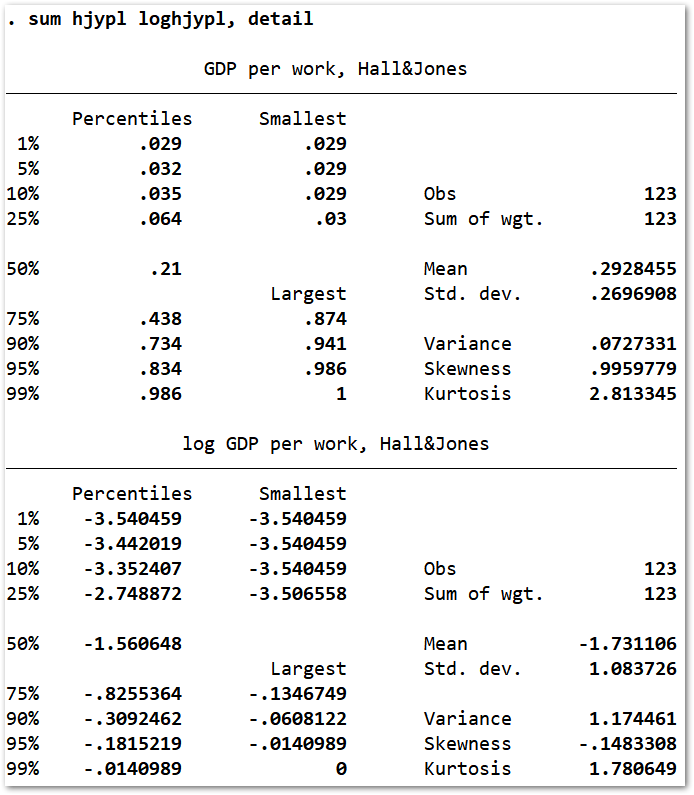 . sum hjypl loghjypl, detail
GDP per work, Hall&Jones
Percentiles Smallest
1% .029 .029
5% .032 .029
10% .035 .029 Obs 123
25% .064 .03 Sum of wgt. 123
50% .21 Mean .2928455
Largest Std. dev. .2696908
75% .438 .874
90% .734 .941 Variance .0727331
95% .834 .986 Skewness .9959779
99% .986 1 Kurtosis 2.813345
log GDP per work, Hall&Jones
Percentiles Smallest
1% -3.540459 -3.540459
5% -3.442019 -3.540459
10% -3.352407 -3.540459 Obs 123
25% -2.748872 -3.506558 Sum of wgt. 123
50% -1.560648 Mean -1.731106
Largest Std. dev. 1.083726
75% -.8255364 -.1346749
90% -.3092462 -.0608122 Variance 1.174461
95% -.1815219 -.0140989 Skewness -.1483308
99% -.0140989 0 Kurtosis 1.780649